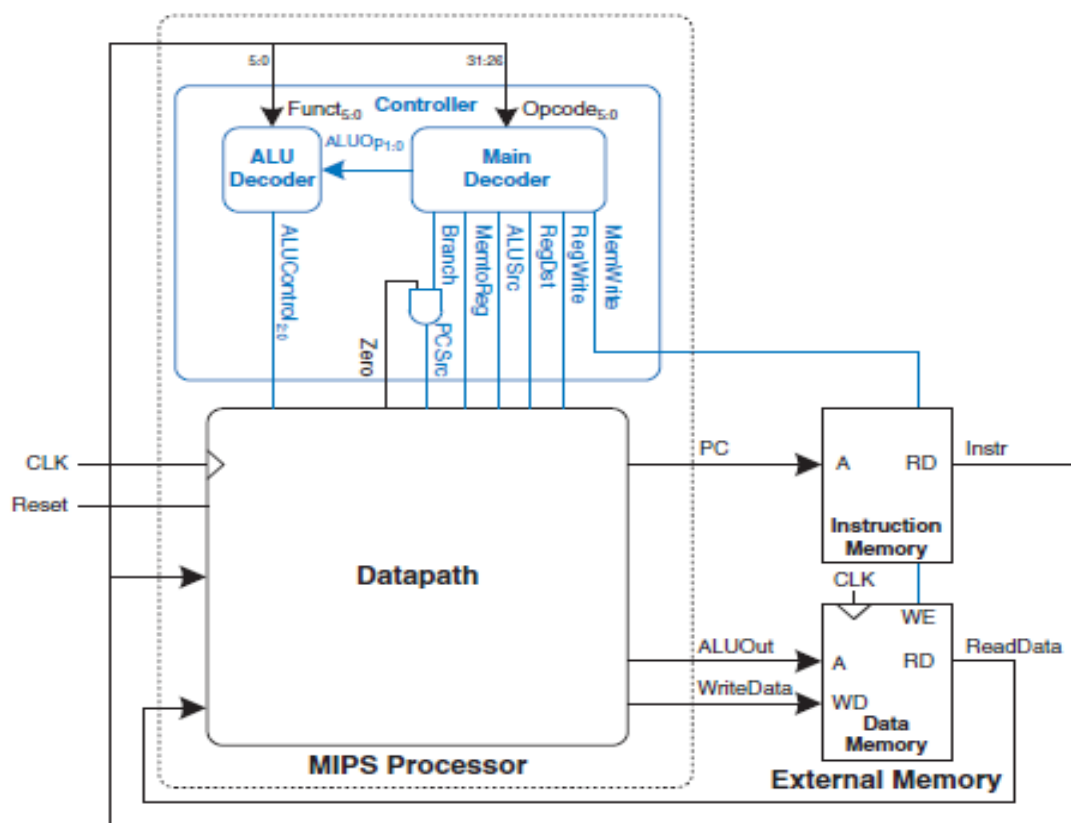 5:0
31:26
Controller
Funct5:0
Opcode5:0
ALUOp1:0
ALU
Decoder
Main
Decoder
ALUControl2:0
Branch
MemtoReg
ALUSrc
RegDst
RegWrite
MemWrite
Zero
PCSrc
CLK
Reset
Datapath
PC
A
RD
Instr
Instruction
Memory
CLK
WE
ALUOut
A
RD
ReadData
WriteData
WD
Data
Memory
MIPS Processor
External Memory